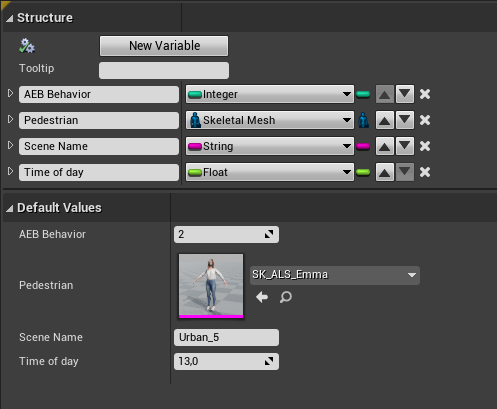 Structure
New Variable
Tooltip
AEB Behavior Integer
Pedestrian Skeletal Mesh
Scene Name String
Time of day Float
Default Values
AEB Behavior 2
Pedestrian SK_ALS_Emma
Scene Name Urban_5
Time of day 13,0